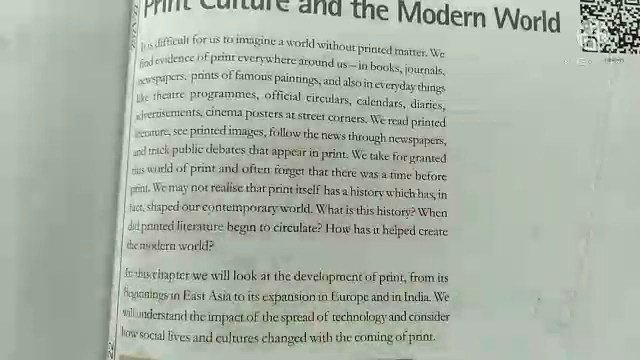 Print Culture and the Modern World
It is difficult for us to imagine a world without printed matter. We
find evidence of print everywhere around us – in books, journals,
newspapers, prints of famous paintings, and also in everyday things
like theatre programmes, official circulars, calendars, diaries,
advertisements, cinema posters at street corners. We read printed
literature, see printed images, follow the news through newspapers,
and track public debates that appear in print. We take for granted
this world of print and often forget that there was a time before
print. We may not realise that print itself has a history which has, in
fact, shaped our contemporary world. What is this history? When
did printed literature begin to circulate? How has it helped create
the modern world?
In this chapter we will look at the development of print, from its
beginnings in East Asia to its expansion in Europe and in India. We
will understand the impact of the spread of technology and consider
how social lives and cultures changed with the coming of print.